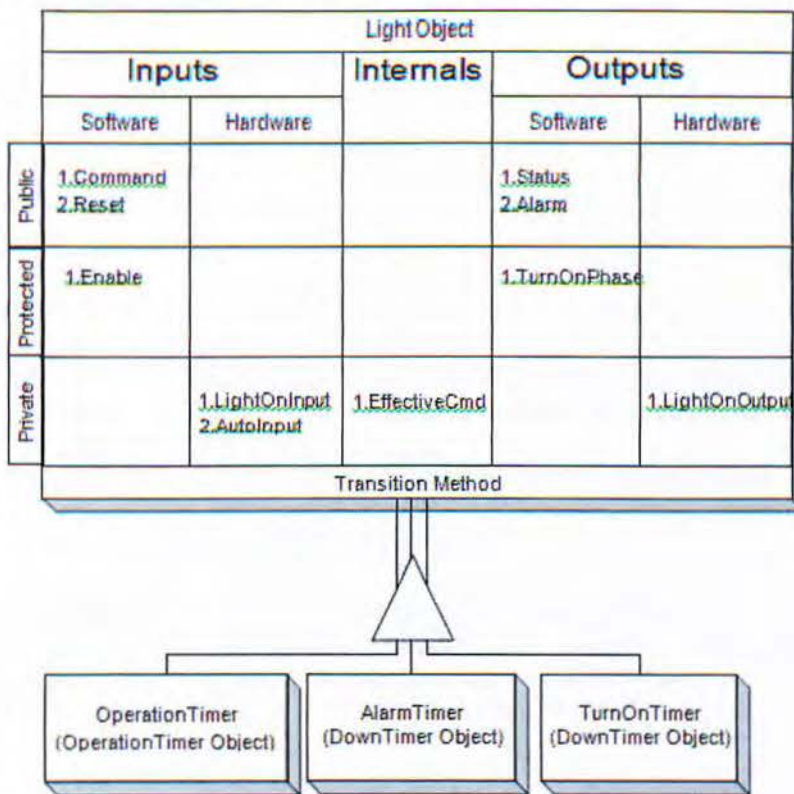 Light Object
Inputs Internals Outputs
Software Hardware Software Hardware
Public
1.Command 1.Status
2.Reset 2.Alarm
Protected
1.Enable 1.TurnOnPhase
Private
1.LightOnInput 1.EffectiveCmd 1.LightOnOutput
2.AutoInput
Transition Method
OperationTimer AlarmTimer TurnOnTimer
(OperationTimer Object) (DownTimer Object) (DownTimer Object)